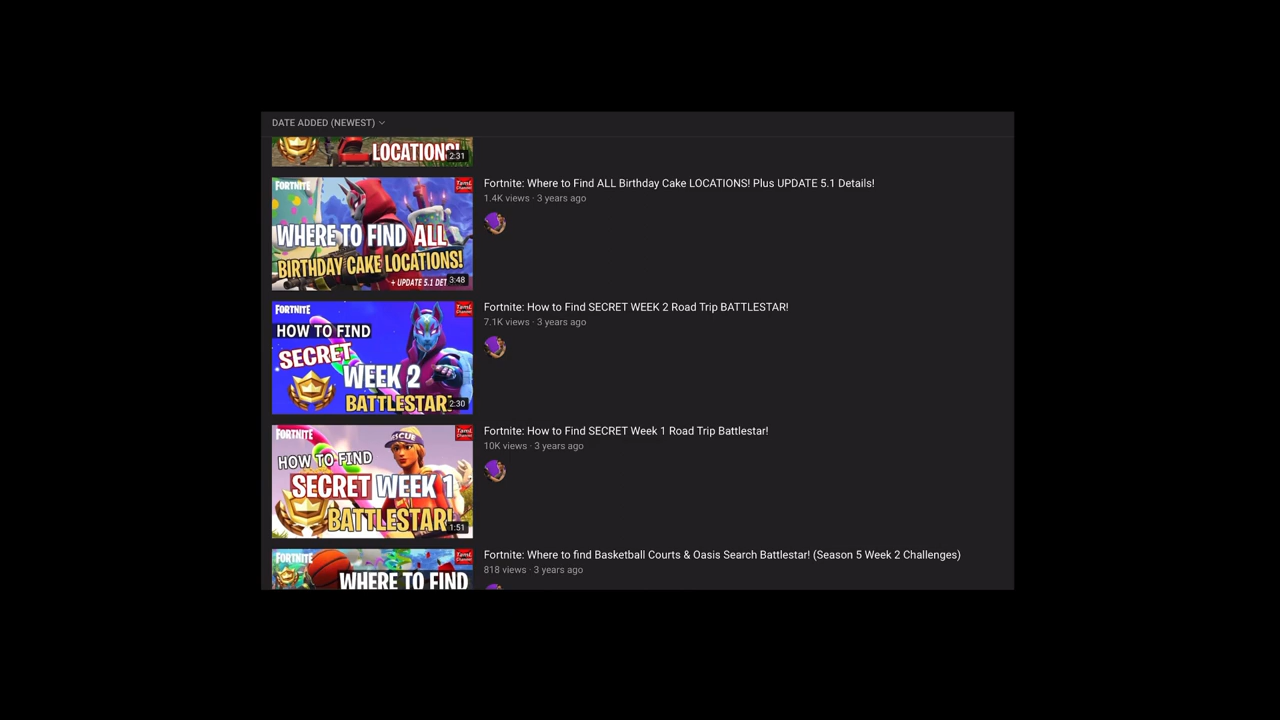 DATE ADDED (NEWEST)
LOCATIONS!
2:31
FORTNITE
WHERE TO FIND ALL
BIRTHDAY CAKE LOCATIONS!
+ UPDATE 5.1 DET
3:48
Fortnite: Where to Find ALL Birthday Cake LOCATIONS! Plus UPDATE 5.1 Details!
1.4K views · 3 years ago
FORTNITE
HOW TO FIND
SECRET
WEEK 2
BATTLESTAR!
2:30
Fortnite: How to Find SECRET WEEK 2 Road Trip BATTLESTAR!
7.1K views · 3 years ago
FORTNITE
RESCUE
HOW TO FIND
SECRET WEEK 1
BATTLESTAR!
1:51
Fortnite: How to Find SECRET Week 1 Road Trip Battlestar!
10K views · 3 years ago
FORTNITE
WHERE TO FIND
Fortnite: Where to find Basketball Courts & Oasis Search Battlestar! (Season 5 Week 2 Challenges)
818 views · 3 years ago